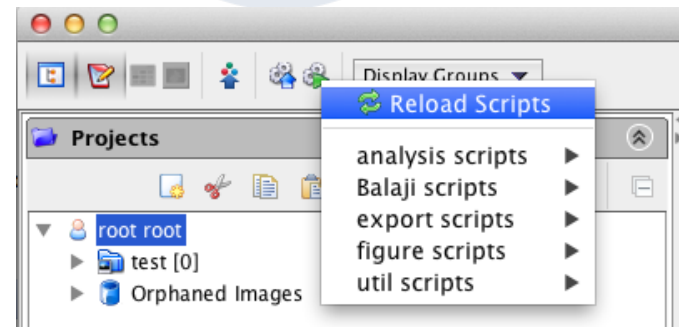 Display Groups
Reload Scripts
Projects
analysis scripts
Balaji scripts
export scripts
figure scripts
util scripts
root root
test [0]
Orphaned Images